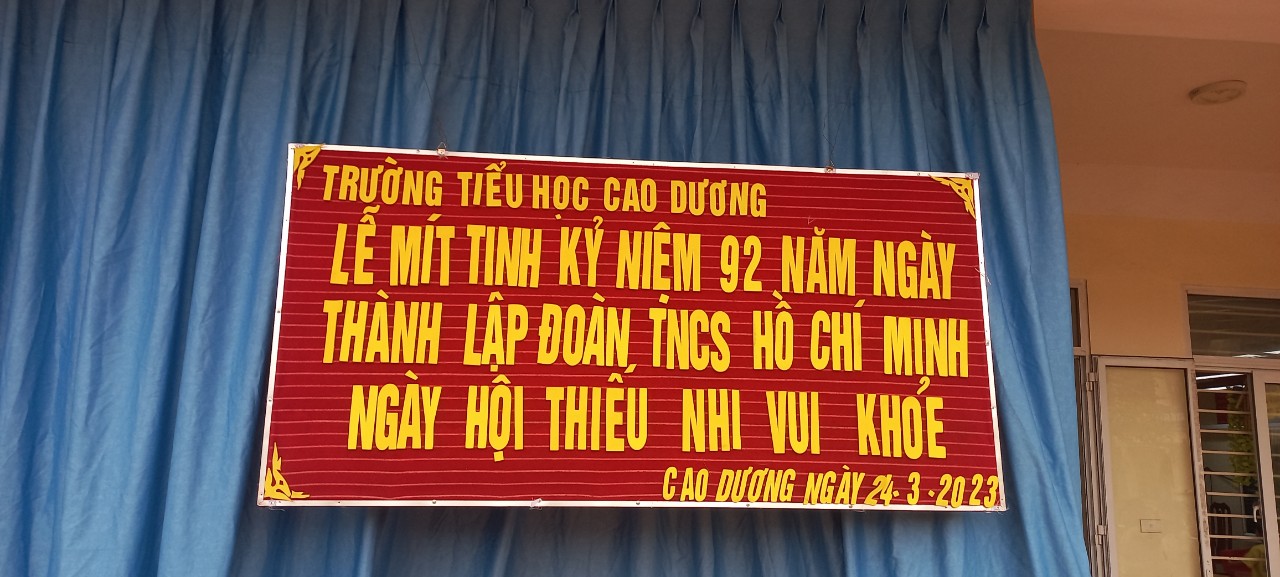 TRƯỜNG TIỂU HỌC CAO DƯƠNG
LỄ MÍT TINH KỶ NIỆM 92 NĂM NGÀY
THÀNH LẬP ĐOÀN TNCS HỒ CHÍ MINH
NGÀY HỘI THIẾU NHI VUI KHỎE
CAO DƯƠNG NGÀY 24-3-2023